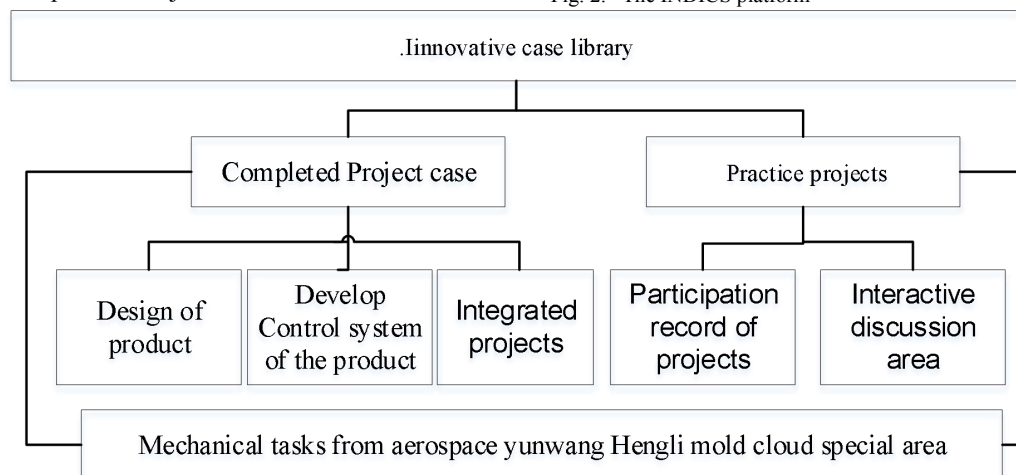 Fig. 2. The INDICS platform
.Iinnovative case library
Completed Project case
Practice projects
Design of
product
Develop
Control system
of the product
Integrated
projects
Participation
record of
projects
Interactive
discussion
area
Mechanical tasks from aerospace yunwang Hengli mold cloud special area